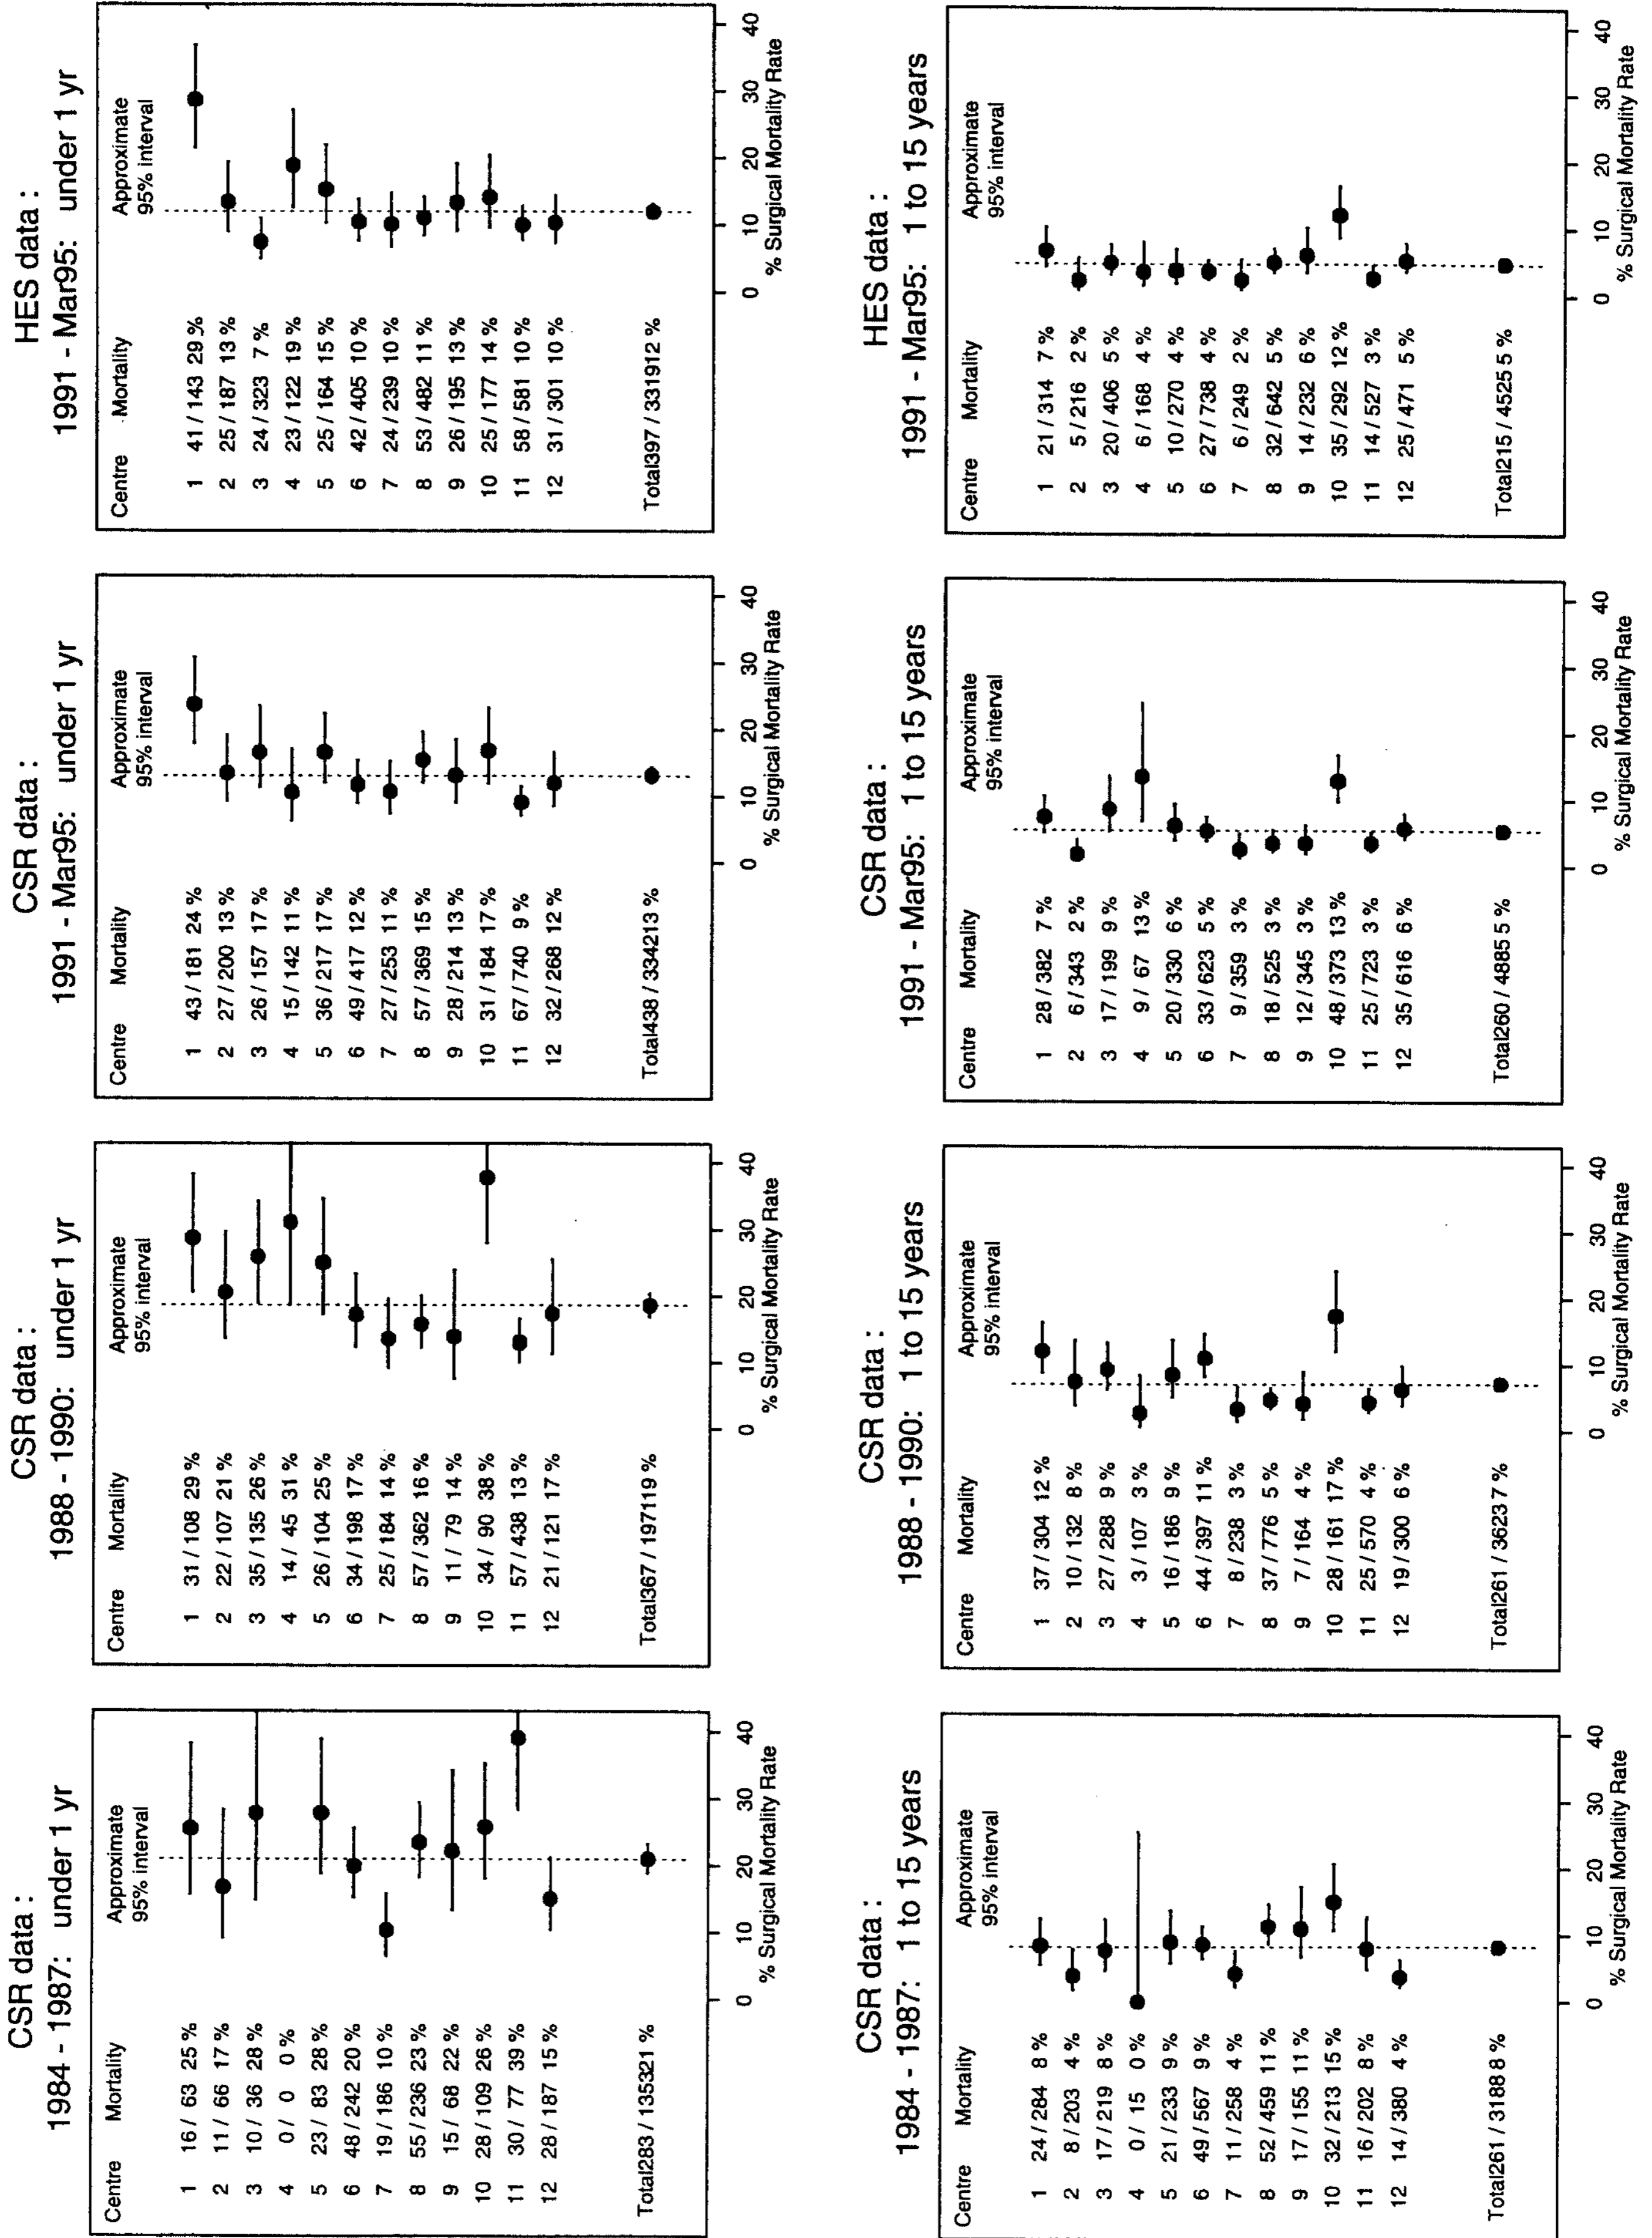 CSR data :
1984 - 1987: under 1 yr
Centre Mortality Approximate
95% interval
1 16 / 63 25 %
2 11 / 66 17 %
3 10 / 36 28 %
4 0 / 0 0 %
5 23 / 83 28 %
6 48 / 242 20 %
7 19 / 186 10 %
8 55 / 236 23 %
9 15 / 68 22 %
10 28 / 109 26 %
11 30 / 77 39 %
12 28 / 187 15 %
Total283 / 135321 %
0 10 20 30 40
% Surgical Mortality Rate
CSR data :
1988 - 1990: under 1 yr
Centre Mortality Approximate
95% interval
1 31 / 108 29 %
2 22 / 107 21 %
3 35 / 135 26 %
4 14 / 45 31 %
5 26 / 104 25 %
6 34 / 198 17 %
7 25 / 184 14 %
8 57 / 362 16 %
9 11 / 79 14 %
10 34 / 90 38 %
11 57 / 438 13 %
12 21 / 121 17 %
Total367 / 197119 %
0 10 20 30 40
% Surgical Mortality Rate
CSR data :
1991 - Mar95: under 1 yr
Centre Mortality Approximate
95% interval
1 43 / 181 24 %
2 27 / 200 13 %
3 26 / 157 17 %
4 15 / 142 11 %
5 36 / 217 17 %
6 49 / 417 12 %
7 27 / 253 11 %
8 57 / 369 15 %
9 28 / 214 13 %
10 31 / 184 17 %
11 67 / 740 9 %
12 32 / 268 12 %
Total438 / 334213 %
0 10 20 30 40
% Surgical Mortality Rate
HES data :
1991 - Mar95: under 1 yr
Centre Mortality Approximate
95% interval
1 41 / 143 29 %
2 25 / 187 13 %
3 24 / 323 7 %
4 23 / 122 19 %
5 25 / 164 15 %
6 42 / 405 10 %
7 24 / 239 10 %
8 53 / 482 11 %
9 26 / 195 13 %
10 25 / 177 14 %
11 58 / 581 10 %
12 31 / 301 10 %
Total397 / 331912 %
0 10 20 30 40
% Surgical Mortality Rate
CSR data :
1984 - 1987: 1 to 15 years
Centre Mortality Approximate
95% interval
1 24 / 284 8 %
2 8 / 203 4 %
3 17 / 219 8 %
4 0 / 15 0 %
5 21 / 233 9 %
6 49 / 567 9 %
7 11 / 258 4 %
8 52 / 459 11 %
9 17 / 155 11 %
10 32 / 213 15 %
11 16 / 202 8 %
12 14 / 380 4 %
Total261 / 3188 8 %
0 10 20 30 40
% Surgical Mortality Rate
CSR data :
1988 - 1990: 1 to 15 years
Centre Mortality Approximate
95% interval
1 37 / 304 12 %
2 10 / 132 8 %
3 27 / 288 9 %
4 3 / 107 3 %
5 16 / 186 9 %
6 44 / 397 11 %
7 8 / 238 3 %
8 37 / 776 5 %
9 7 / 164 4 %
10 28 / 161 17 %
11 25 / 570 4 %
12 19 / 300 6 %
Total261 / 3623 7 %
0 10 20 30 40
% Surgical Mortality Rate
CSR data :
1991 - Mar95: 1 to 15 years
Centre Mortality Approximate
95% interval
1 28 / 382 7 %
2 6 / 343 2 %
3 17 / 199 9 %
4 9 / 67 13 %
5 20 / 330 6 %
6 33 / 623 5 %
7 9 / 359 3 %
8 18 / 525 3 %
9 12 / 345 3 %
10 48 / 373 13 %
11 25 / 723 3 %
12 35 / 616 6 %
Total260 / 4885 5 %
0 10 20 30 40
% Surgical Mortality Rate
HES data :
1991 - Mar95: 1 to 15 years
Centre Mortality Approximate
95% interval
1 21 / 314 7 %
2 5 / 216 2 %
3 20 / 406 5 %
4 6 / 168 4 %
5 10 / 270 4 %
6 27 / 738 4 %
7 6 / 249 2 %
8 32 / 642 5 %
9 14 / 232 6 %
10 35 / 292 12 %
11 14 / 527 3 %
12 25 / 471 5 %
Total215 / 4525 5 %
0 10 20 30 40
% Surgical Mortality Rate